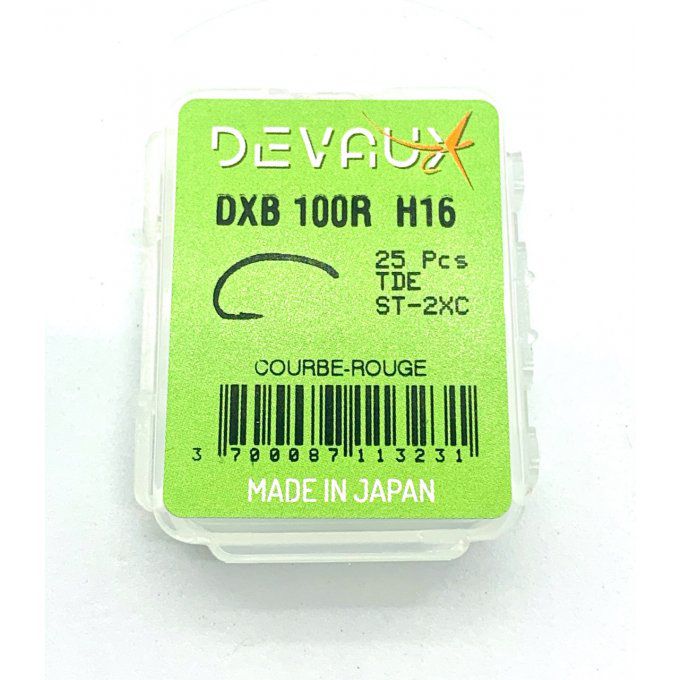 DEVAUX
DXB 100R H16
25 Pcs
TDE
ST-2XC
COURBE-ROUGE
3 700087 113231
MADE IN JAPAN